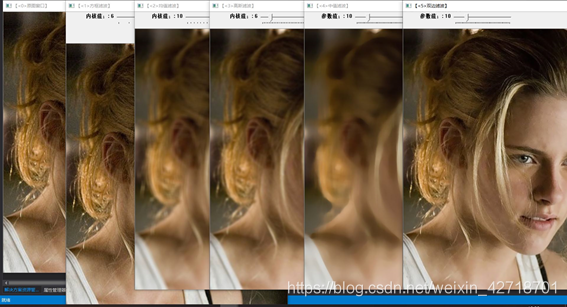 【<0>原图窗口】
【<1>方框滤波】
【<2>均值滤波】
【<3>高斯滤波】
【<4>中值滤波】
【<5>双边滤波】
内核值: : 6
内核值: : 10
内核值: : 6
参数值: : 10
参数值: : 10
https://blog.csdn.net/weixin_42718701